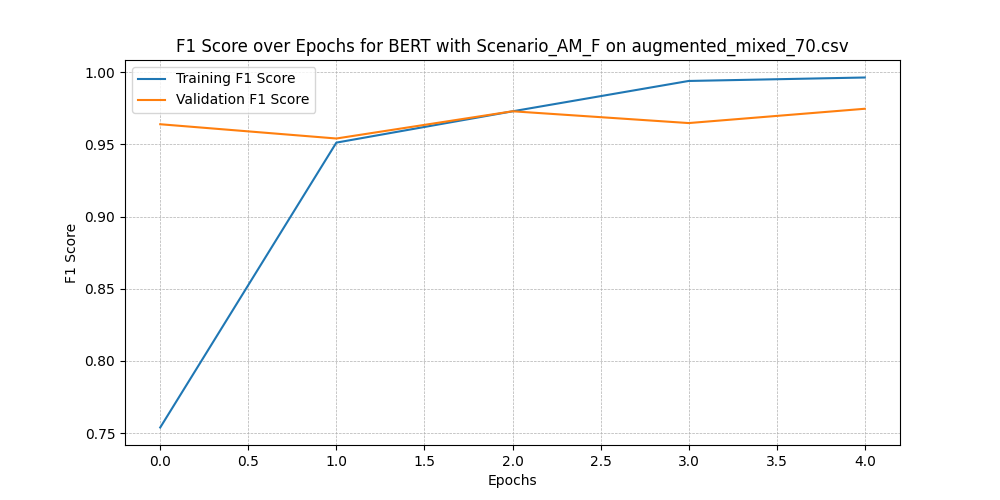 F1 Score over Epochs for BERT with Scenario_AM_F on augmented_mixed_70.csv
Training F1 Score
Validation F1 Score
1.00
0.95
0.90
0.85
0.80
0.75
F1 Score
0.0 0.5 1.0 1.5 2.0 2.5 3.0 3.5 4.0
Epochs